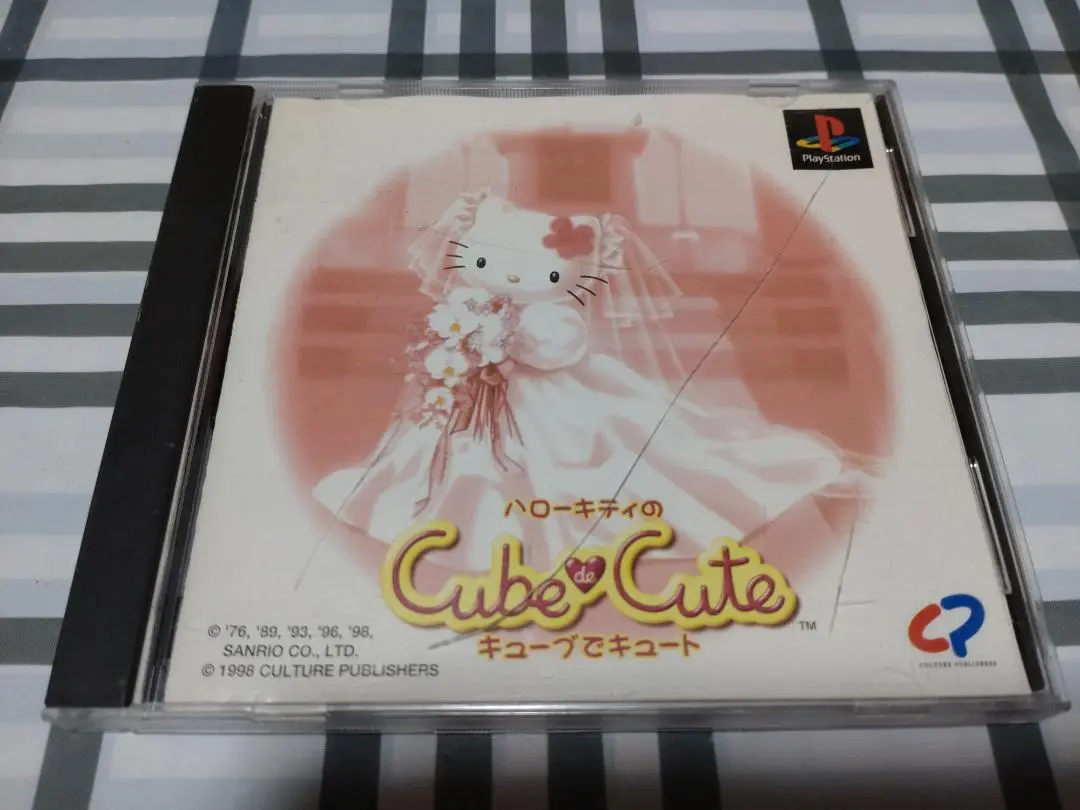 PlayStation
ハローキティの
Cube de Cute
TM
キューブでキュート
© '76, '89, '93, '96, '98,
SANRIO CO., LTD.
© 1998 CULTURE PUBLISHERS
CP
CULTURE PUBLISHERS